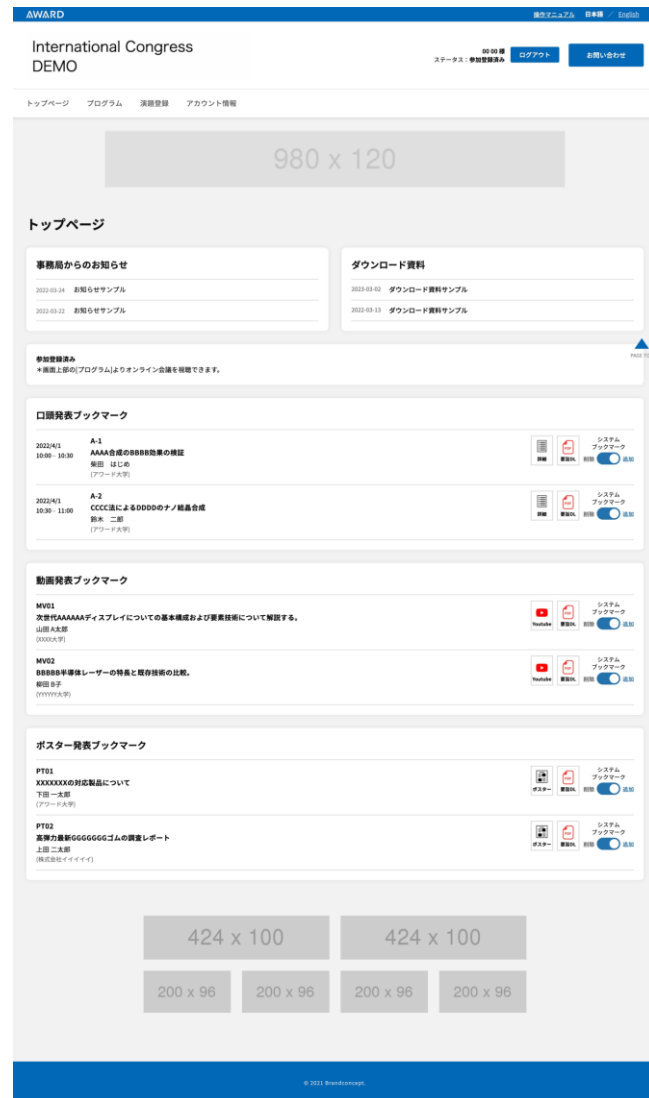 AWARD
操作マニュアル 日本語 / English
International Congress
DEMO
00 00 様
ステータス：参加登録済み
ログアウト
お問い合わせ
トップページ プログラム 演題登録 アカウント情報
980 x 120
トップページ
事務局からのお知らせ
2022-03-24 お知らせサンプル
2022-03-22 お知らせサンプル
ダウンロード資料
2023-03-02 ダウンロード資料サンプル
2022-03-13 ダウンロード資料サンプル
PAGE TO
参加登録済み
＊画面上部の[プログラム]よりオンライン会議を視聴できます。
口頭発表ブックマーク
2022/4/1
10:00 - 10:30
A-1
AAAA合成のBBBB効果の検証
柴田 はじめ
(アワード大学)
詳細 要旨DL
システム
ブックマーク
削除 追加
2022/4/1
10:30 - 11:00
A-2
CCCC法によるDDDDのナノ結晶合成
鈴木 二郎
(アワード大学)
詳細 要旨DL
システム
ブックマーク
削除 追加
動画発表ブックマーク
MV01
次世代AAAAAAディスプレイについての基本構成および要素技術について解説する。
山田 A太郎
(XXXX大学)
Youtube 要旨DL
システム
ブックマーク
削除 追加
MV02
BBBBB半導体レーザーの特長と既存技術の比較。
柳田 B子
(YYYYYY大学)
Youtube 要旨DL
システム
ブックマーク
削除 追加
ポスター発表ブックマーク
PT01
XXXXXXXの対応製品について
下田 一太郎
(アワード大学)
ポスター 要旨DL
システム
ブックマーク
削除 追加
PT02
高弾力最新GGGGGGGゴムの調査レポート
上田 二太郎
(株式会社イイイイイ)
ポスター 要旨DL
システム
ブックマーク
削除 追加
424 x 100 424 x 100
200 x 96 200 x 96 200 x 96 200 x 96
© 2021 Brandconcept.